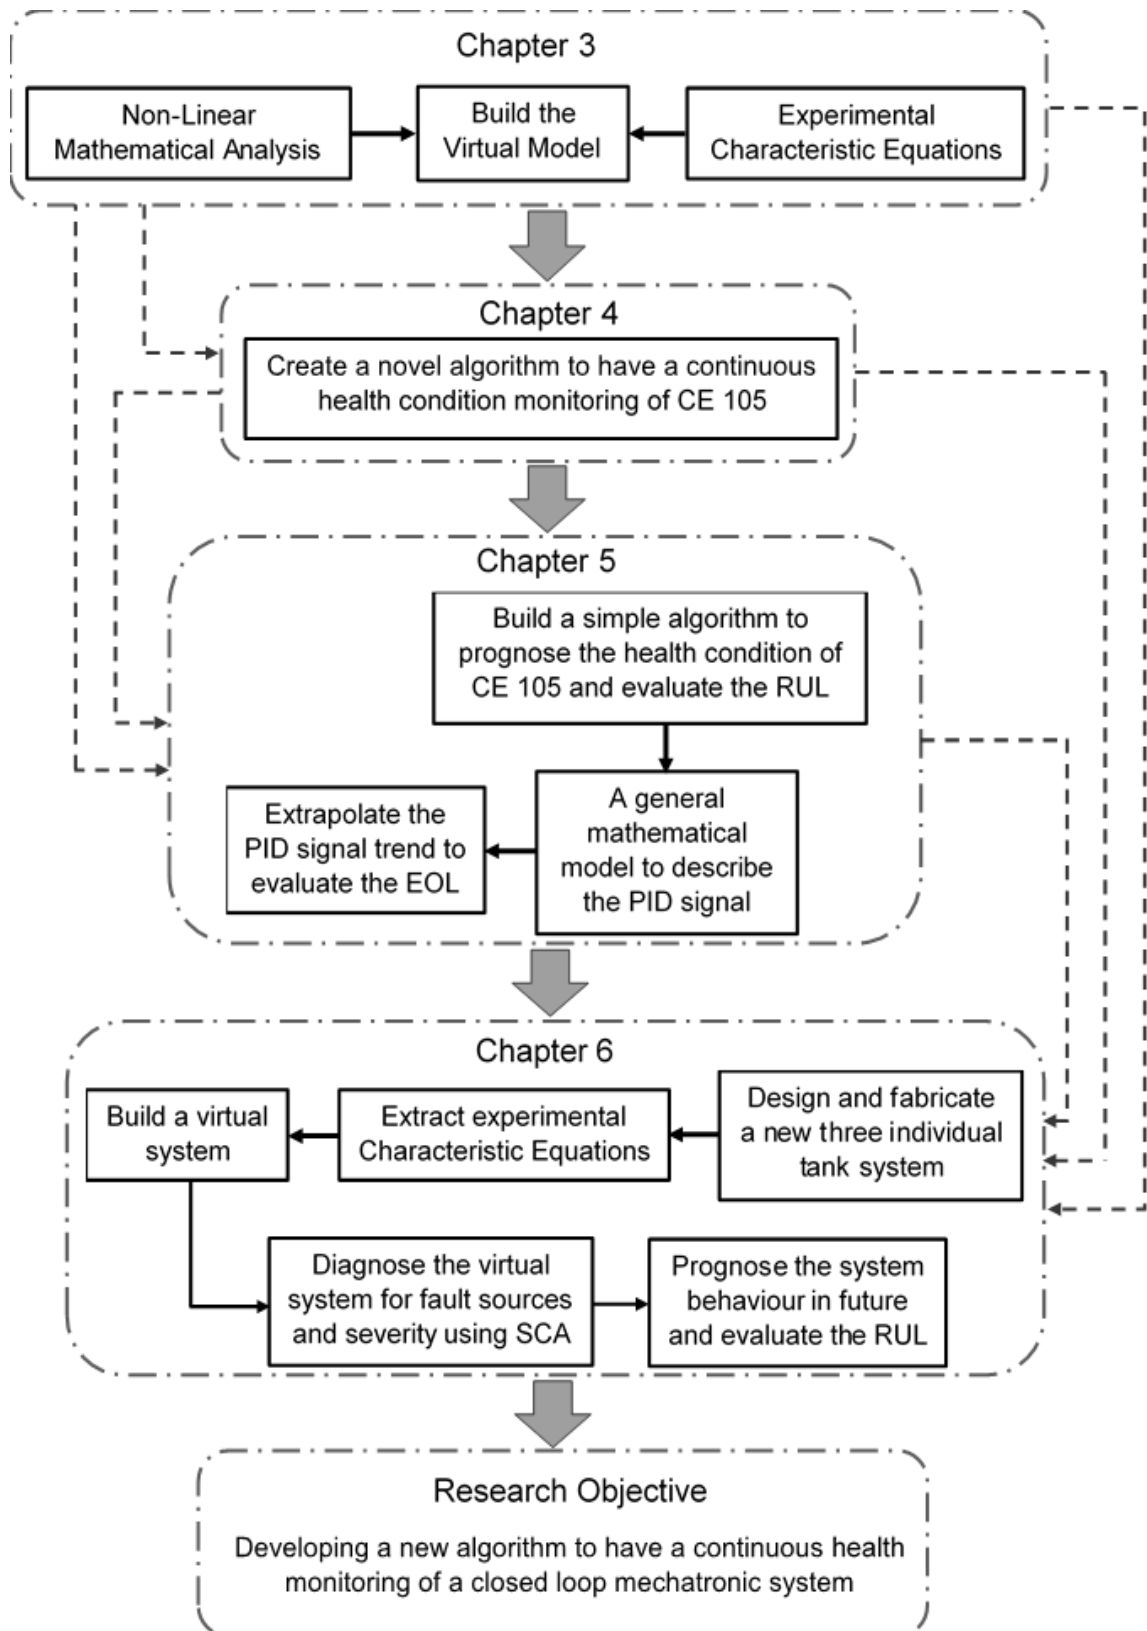 Chapter 3
Non-Linear
Mathematical Analysis
Build the
Virtual Model
Experimental
Characteristic Equations
Chapter 4
Create a novel algorithm to have a continuous
health condition monitoring of CE 105
Chapter 5
Build a simple algorithm to
prognose the health condition of
CE 105 and evaluate the RUL
Extrapolate the
PID signal trend to
evaluate the EOL
A general
mathematical
model to describe
the PID signal
Chapter 6
Build a virtual
system
Extract experimental
Characteristic Equations
Design and fabricate
a new three individual
tank system
Diagnose the virtual
system for fault sources
and severity using SCA
Prognose the system
behaviour in future
and evaluate the RUL
Research Objective
Developing a new algorithm to have a continuous health
monitoring of a closed loop mechatronic system